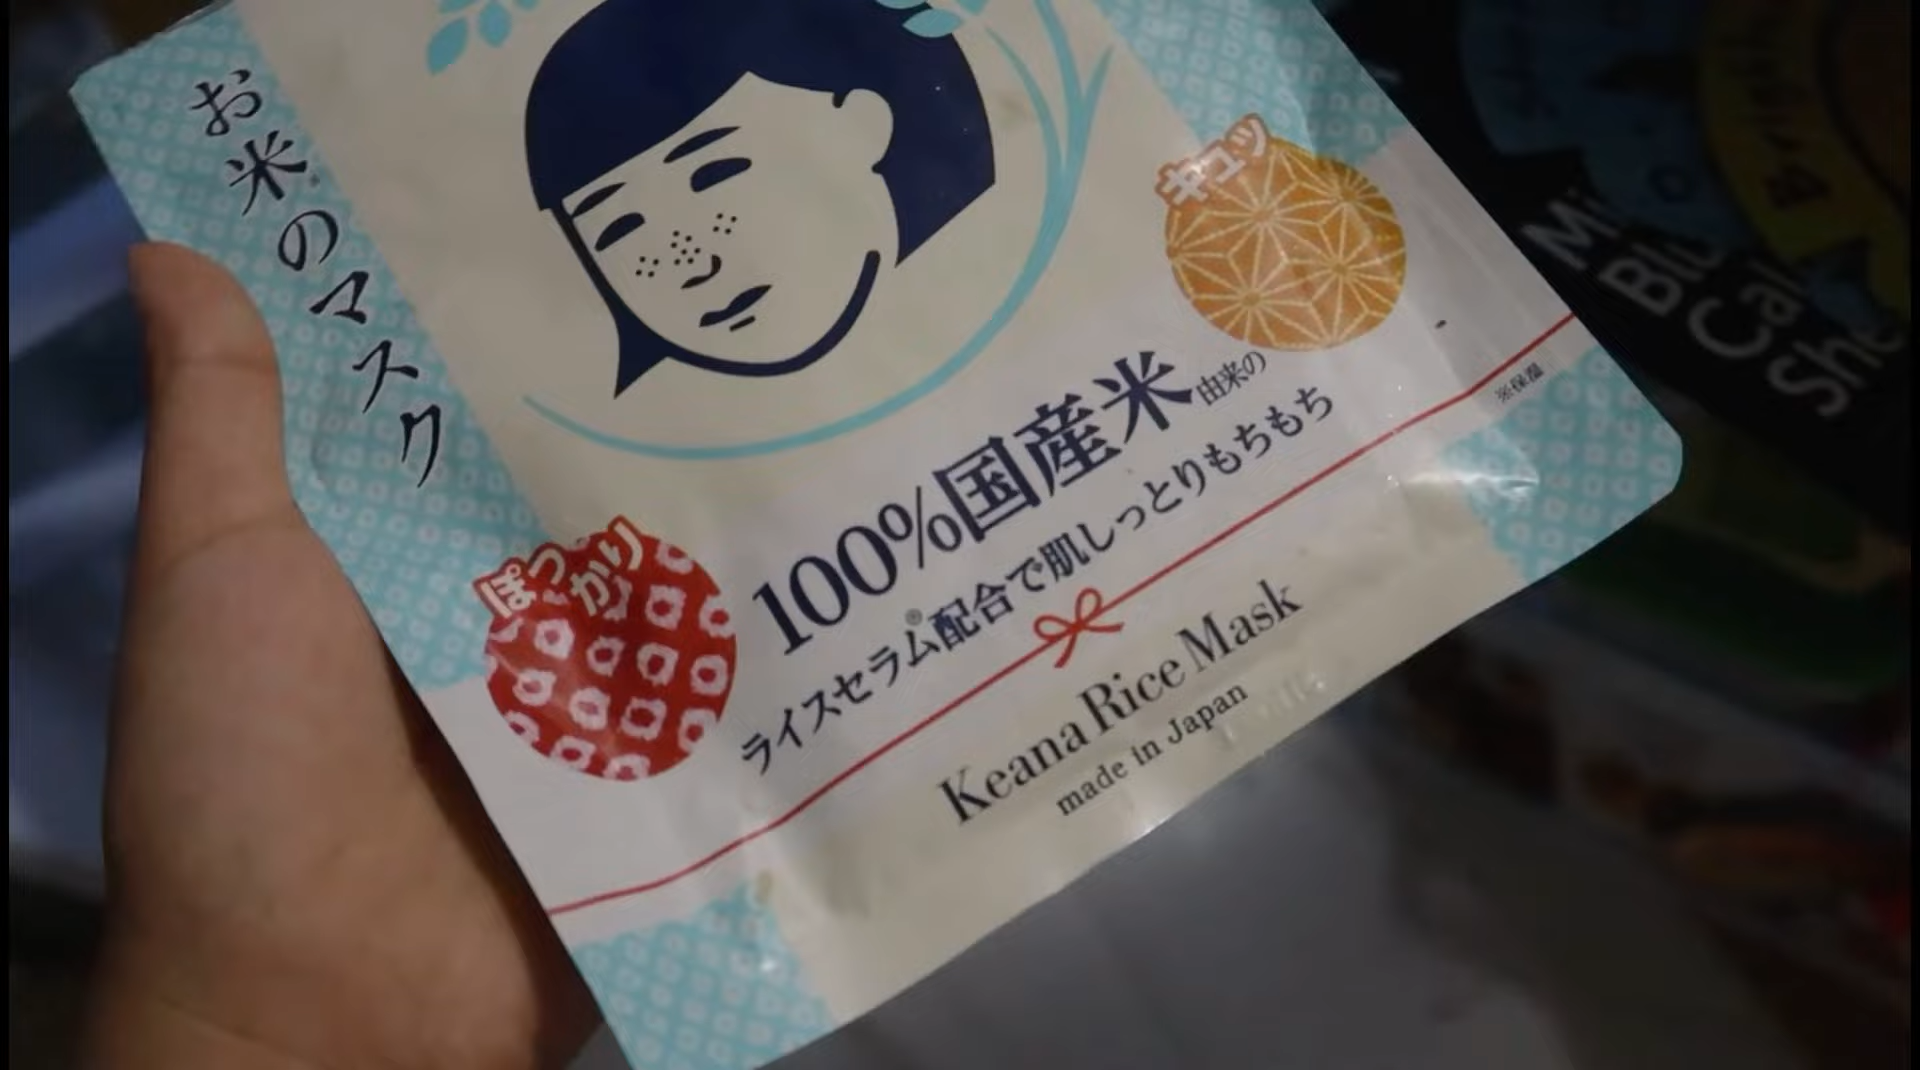 お米®のマスク
キュッ
100%国産米由来の
ライスセラム®配合で肌しっとりもちもち
※保湿
ぽっかり
Keana Rice Mask
made in Japan